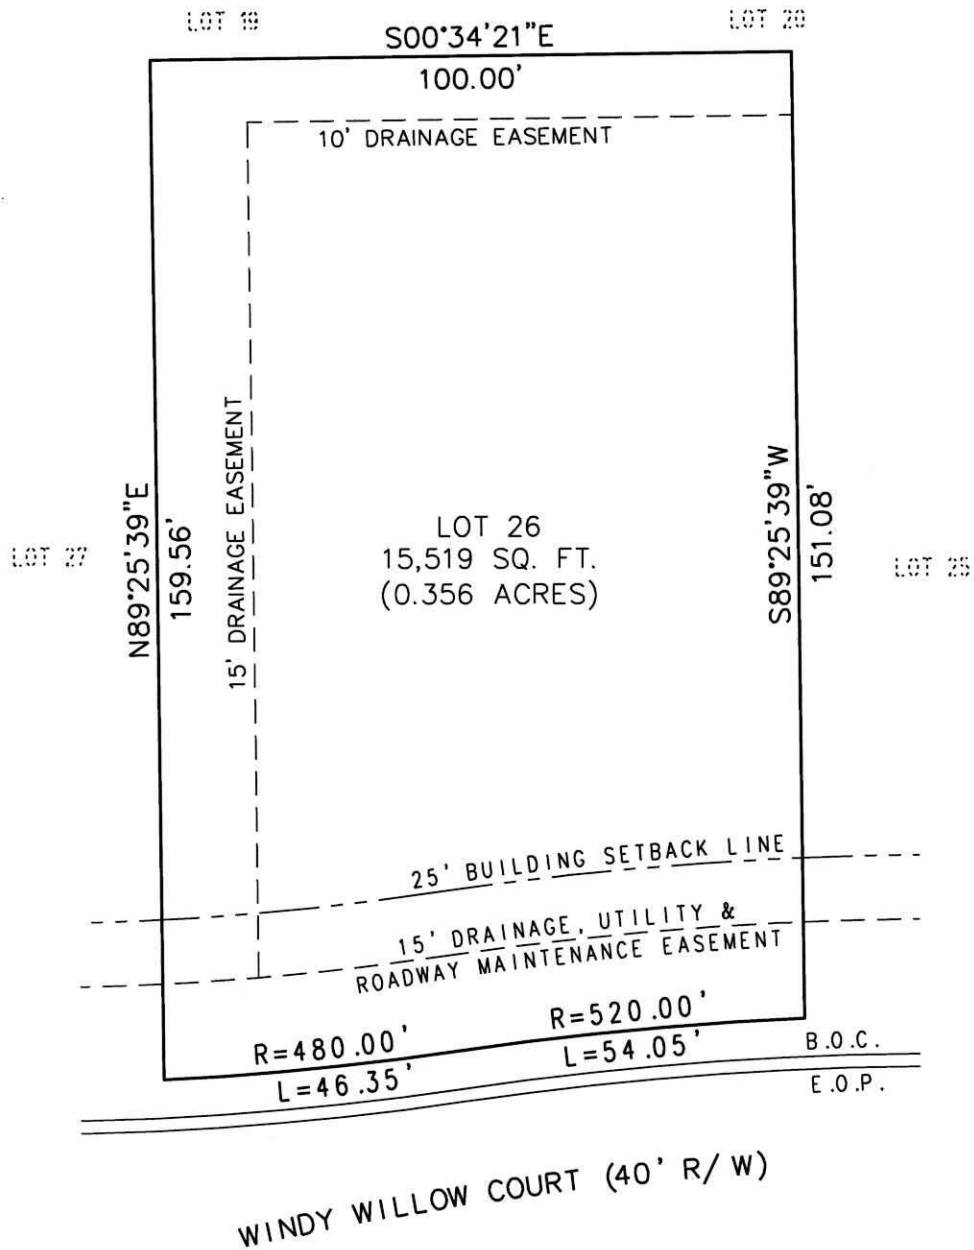 LOT 19
LOT 20
S00°34'21"E
100.00'
10' DRAINAGE EASEMENT
15' DRAINAGE EASEMENT
N89°25'39"E
159.56'
LOT 27
LOT 26
15,519 SQ. FT.
(0.356 ACRES)
S89°25'39"W
151.08'
LOT 25
25' BUILDING SETBACK LINE
15' DRAINAGE, UTILITY &
ROADWAY MAINTENANCE EASEMENT
R=480.00'
L=46.35'
R=520.00'
L=54.05'
B.O.C.
E.O.P.
WINDY WILLOW COURT (40' R/W)